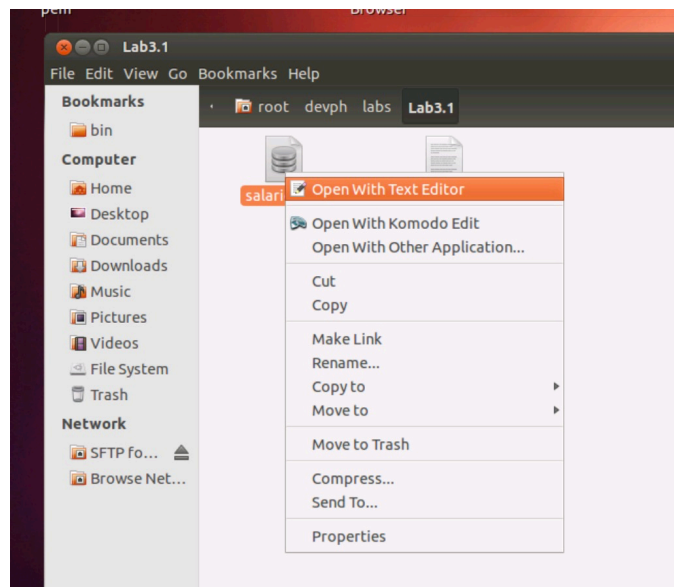 pem
Browser
Lab3.1
File Edit View Go Bookmarks Help
Bookmarks
root devph labs Lab3.1
bin
Computer
Home
Desktop
Documents
Downloads
Music
Pictures
Videos
File System
Trash
Network
SFTP fo...
Browse Net...
salari
Open With Text Editor
Open With Komodo Edit
Open With Other Application...
Cut
Copy
Make Link
Rename...
Copy to
Move to
Move to Trash
Compress...
Send To...
Properties